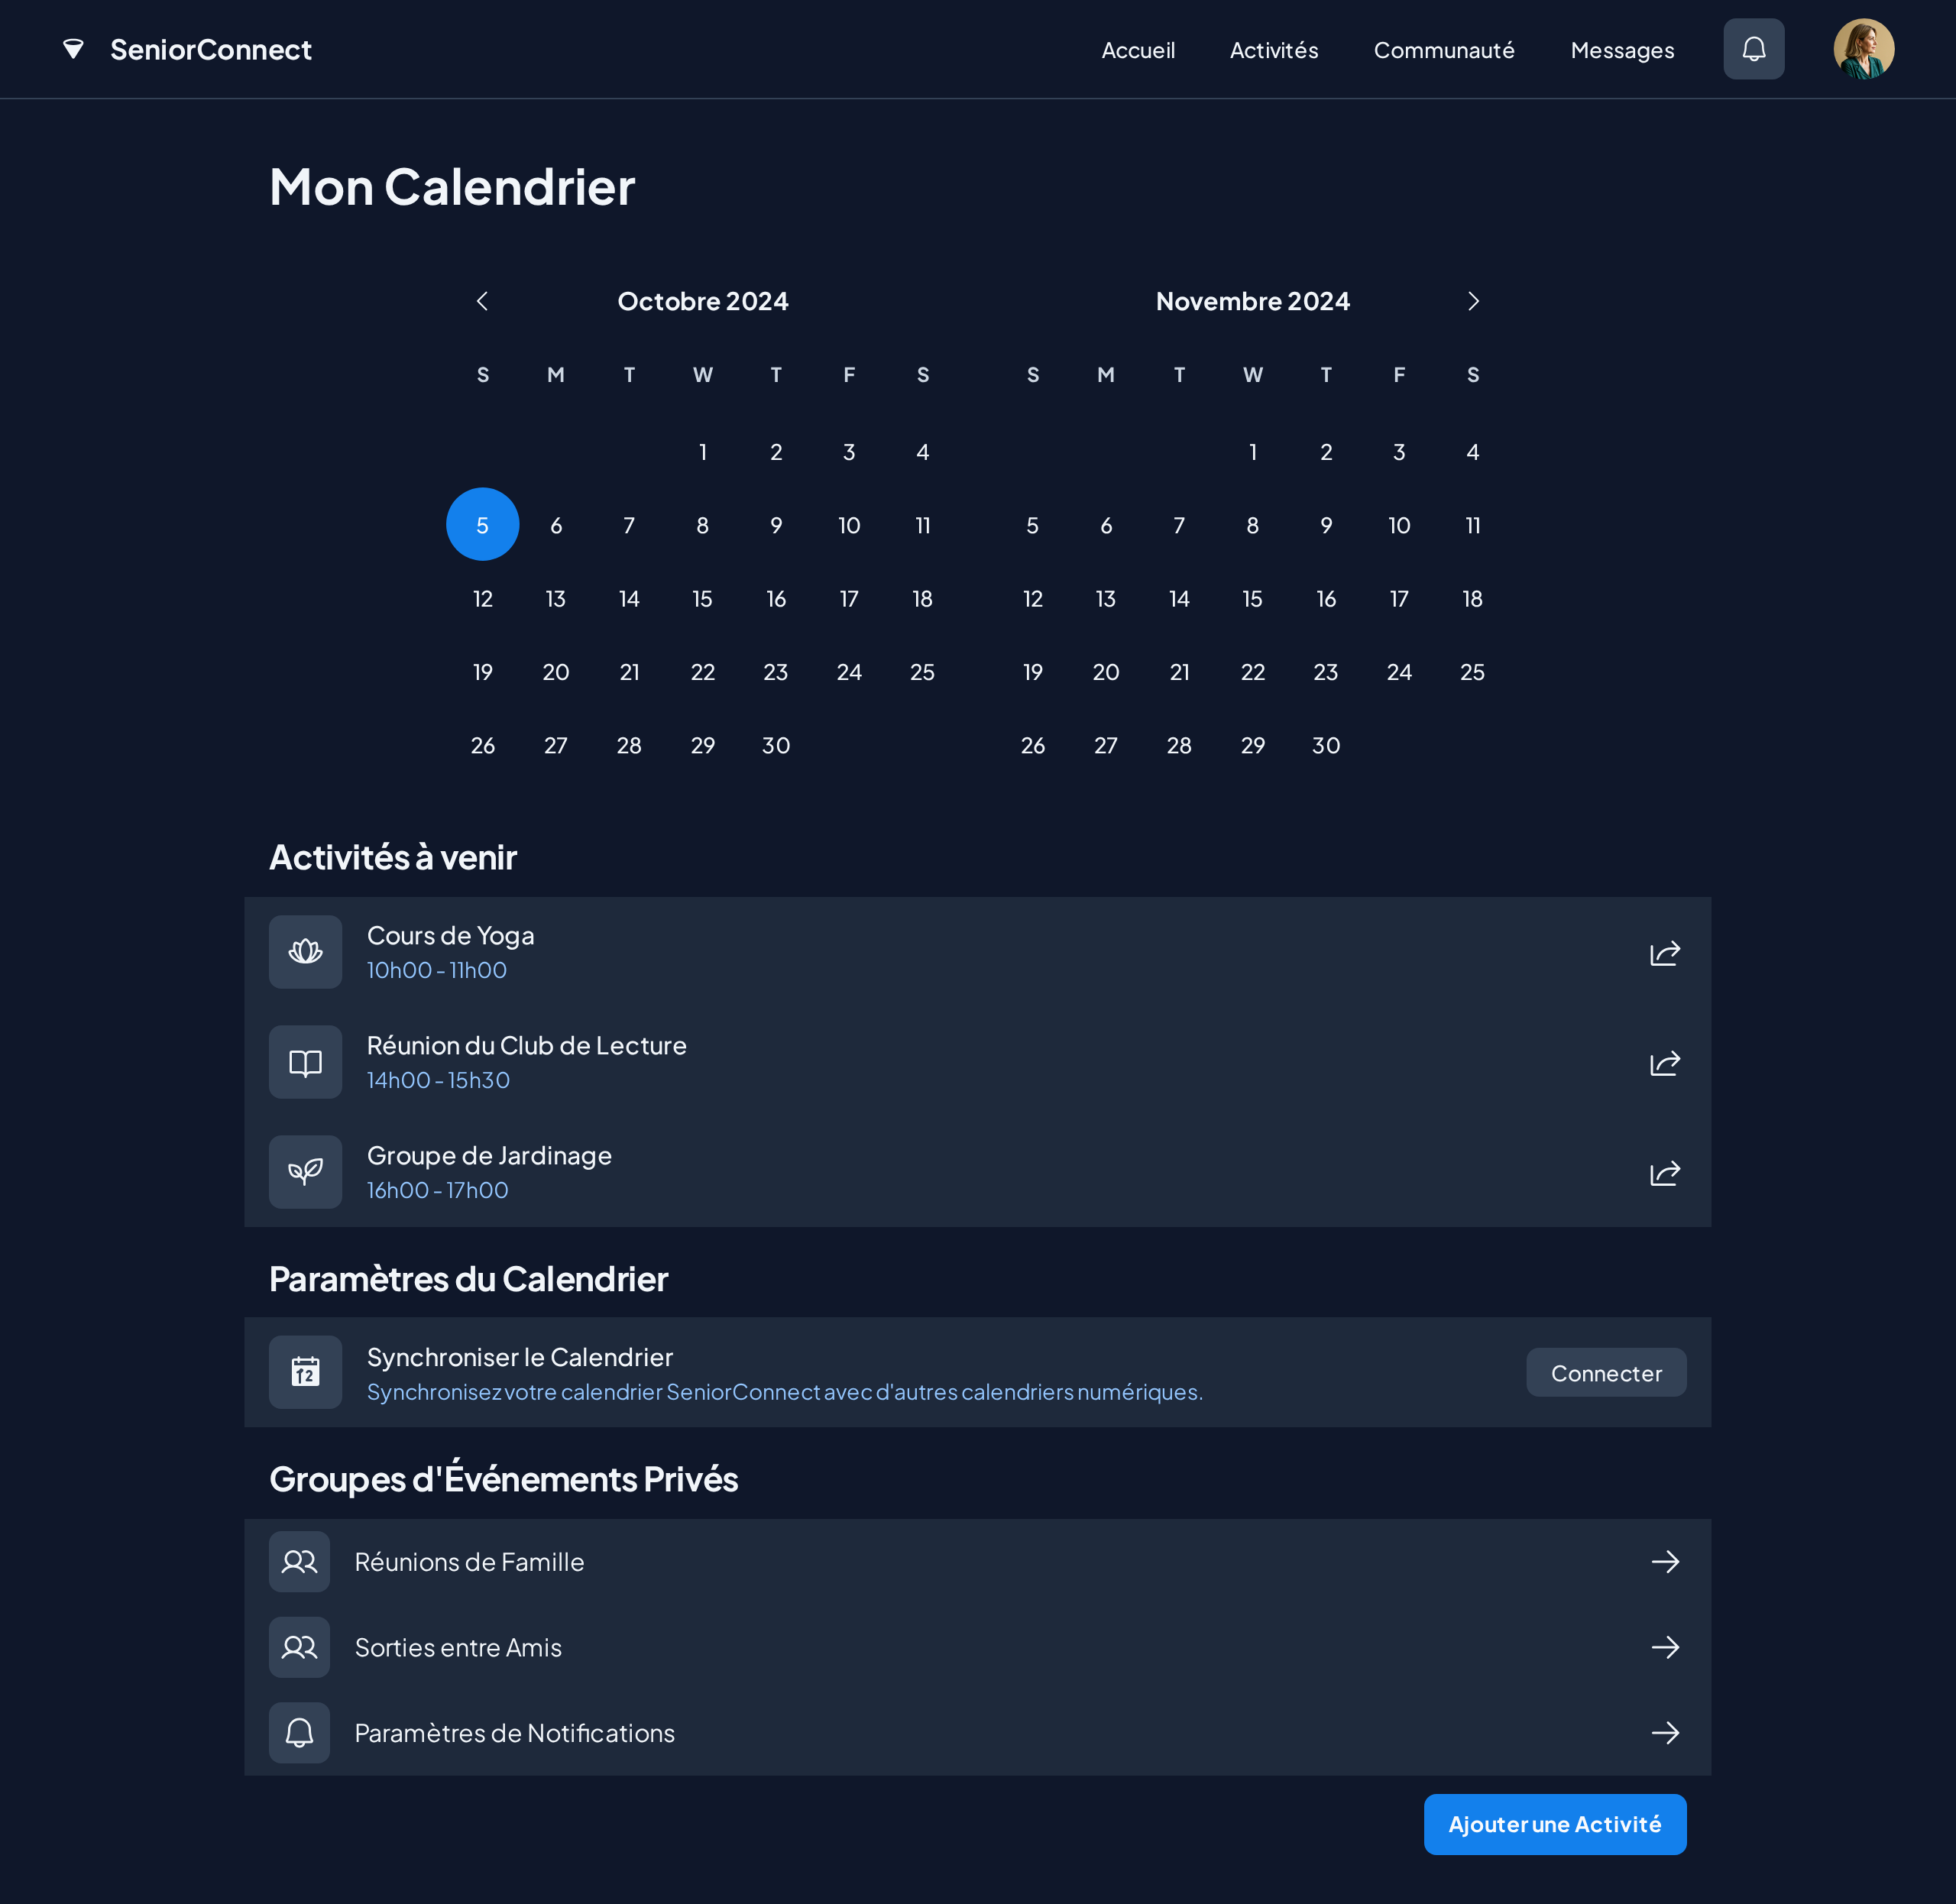 SeniorConnect
Accueil Activités Communauté Messages
Mon Calendrier
Octobre 2024
S M T W T F S
1 2 3 4
5 6 7 8 9 10 11
12 13 14 15 16 17 18
19 20 21 22 23 24 25
26 27 28 29 30
Novembre 2024
S M T W T F S
1 2 3 4
5 6 7 8 9 10 11
12 13 14 15 16 17 18
19 20 21 22 23 24 25
26 27 28 29 30
Activités à venir
Cours de Yoga
10h00 - 11h00
Réunion du Club de Lecture
14h00 - 15h30
Groupe de Jardinage
16h00 - 17h00
Paramètres du Calendrier
12
Synchroniser le Calendrier
Synchronisez votre calendrier SeniorConnect avec d'autres calendriers numériques.
Connecter
Groupes d'Événements Privés
Réunions de Famille
Sorties entre Amis
Paramètres de Notifications
Ajouter une Activité